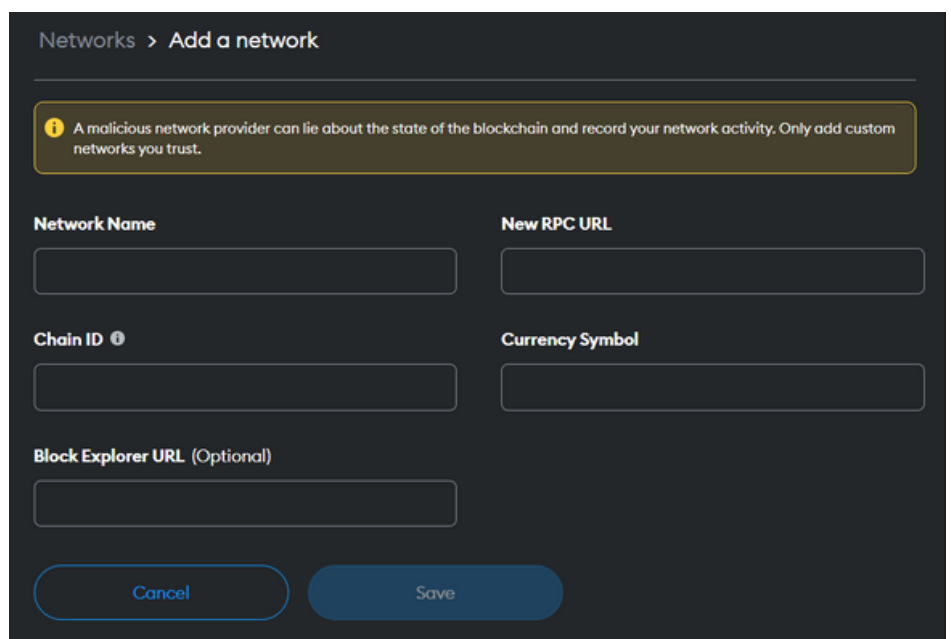 Networks > Add a network
A malicious network provider can lie about the state of the blockchain and record your network activity. Only add custom
networks you trust.
Network Name
New RPC URL
Chain ID
Currency Symbol
Block Explorer URL (Optional)
Cancel
Save